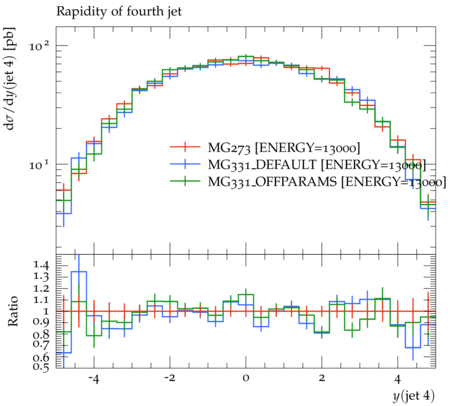 Rapidity of fourth jet
dσ/dy(jet 4) [pb]
10²
10¹
MG273 [ENERGY=13000]
MG331_DEFAULT [ENERGY=13000]
MG331_OFFPARAMS [ENERGY=13000]
Ratio
1.4
1.3
1.2
1.1
1
0.9
0.8
0.7
0.6
0.5
-4 -2 0 2 4
y(jet 4)